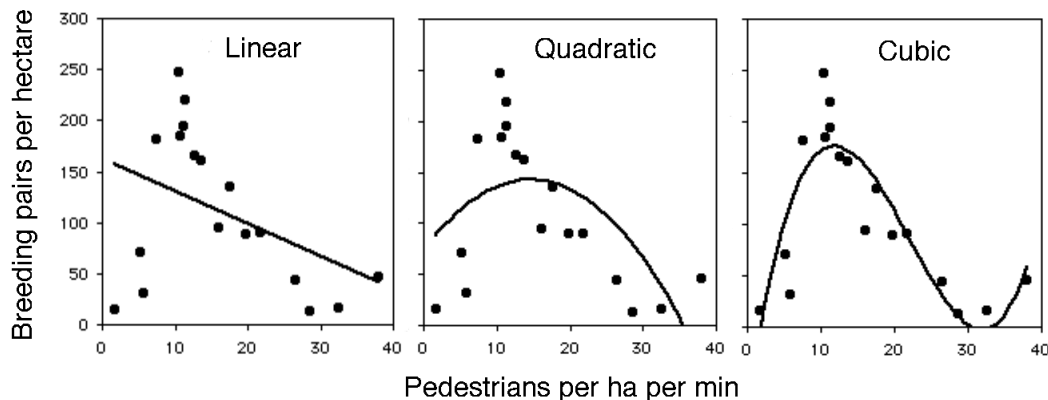 Linear
Quadratic
Cubic
Breeding pairs per hectare
300
250
200
150
100
50
0
0 10 20 30 40
0 10 20 30 40
0 10 20 30 40
Pedestrians per ha per min